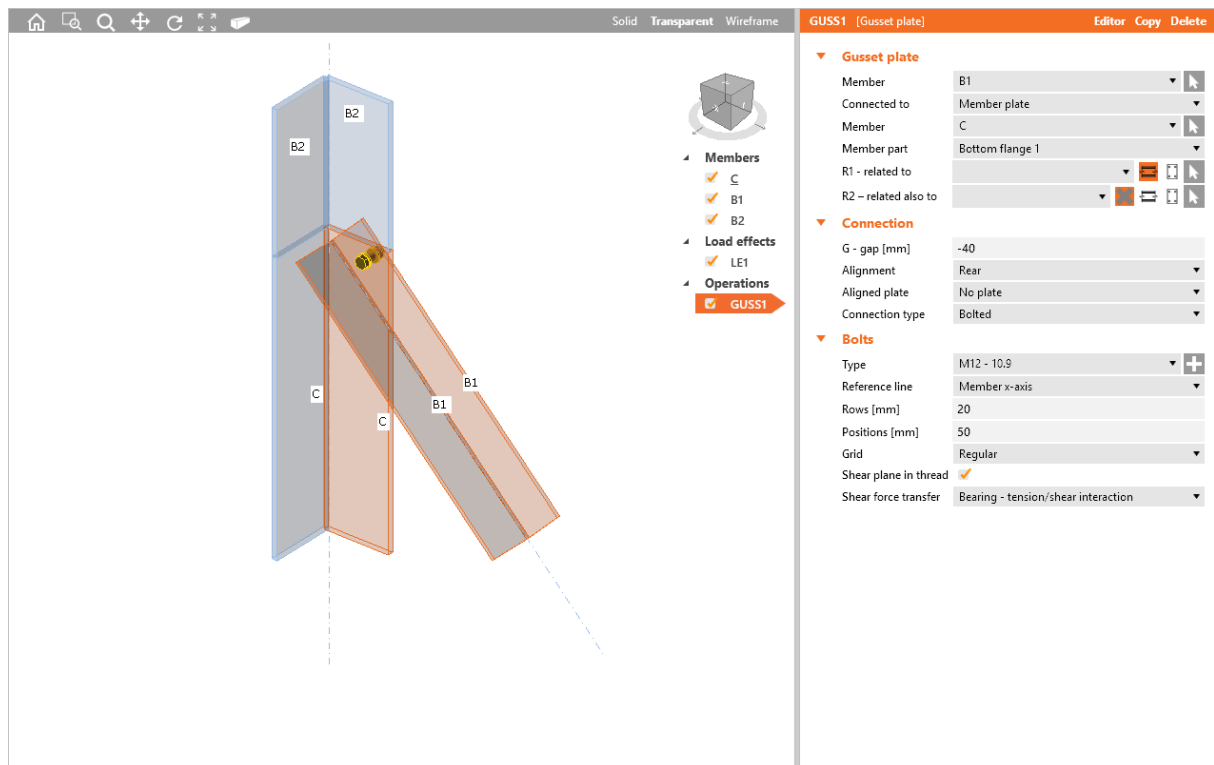 Solid Transparent Wireframe
GUSS1 [Gusset plate] Editor Copy Delete
B2
B2
C
C
B1
B1
Members
C
B1
B2
Load effects
LE1
Operations
GUSS1
Gusset plate
Member B1
Connected to Member plate
Member C
Member part Bottom flange 1
R1 - related to
R2 – related also to
Connection
G - gap [mm] -40
Alignment Rear
Aligned plate No plate
Connection type Bolted
Bolts
Type M12 - 10.9
Reference line Member x-axis
Rows [mm] 20
Positions [mm] 50
Grid Regular
Shear plane in thread
Shear force transfer Bearing - tension/shear interaction